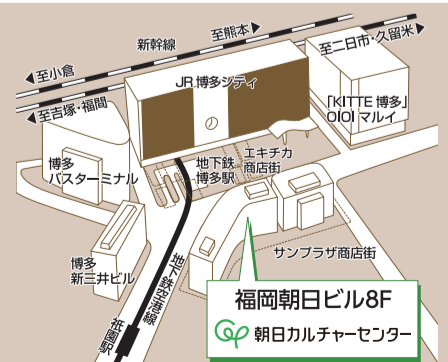 新幹線
至熊本▶
至二日市・久留米▶
◀至小倉
◀至吉塚・福間
JR博多シティ
「KITTE 博多」
OIOI マルイ
博多
バスターミナル
地下鉄
博多駅
エキチカ
商店街
博多
新三井ビル
地下鉄空港線
サンプラザ商店街
祇園駅
福岡朝日ビル8F
朝日カルチャーセンター